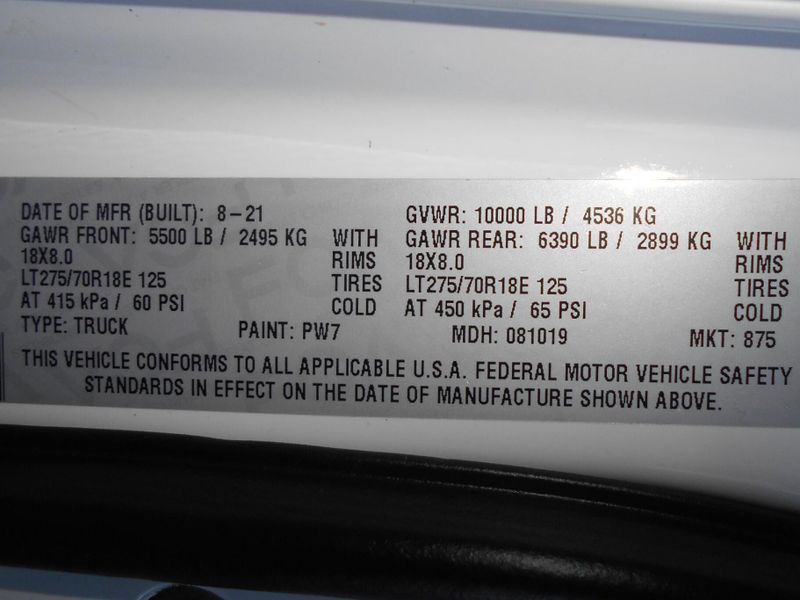 DATE OF MFR (BUILT): 8-21 GVWR: 10000 LB / 4536 KG
GAWR FRONT: 5500 LB / 2495 KG WITH GAWR REAR: 6390 LB / 2899 KG WITH
18X8.0 RIMS 18X8.0 RIMS
LT275/70R18E 125 TIRES LT275/70R18E 125 TIRES
AT 415 kPa / 60 PSI COLD AT 450 kPa / 65 PSI COLD
TYPE: TRUCK PAINT: PW7 MDH: 081019 MKT: 875
THIS VEHICLE CONFORMS TO ALL APPLICABLE U.S.A. FEDERAL MOTOR VEHICLE SAFETY
STANDARDS IN EFFECT ON THE DATE OF MANUFACTURE SHOWN ABOVE.